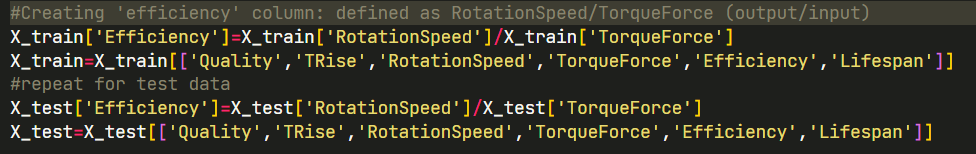 #Creating 'efficiency' column: defined as RotationSpeed/TorqueForce (output/input)
X_train['Efficiency']=X_train['RotationSpeed']/X_train['TorqueForce']
X_train=X_train[['Quality','TRise','RotationSpeed','TorqueForce','Efficiency','Lifespan']]
#repeat for test data
X_test['Efficiency']=X_test['RotationSpeed']/X_test['TorqueForce']
X_test=X_test[['Quality','TRise','RotationSpeed','TorqueForce','Efficiency','Lifespan']]